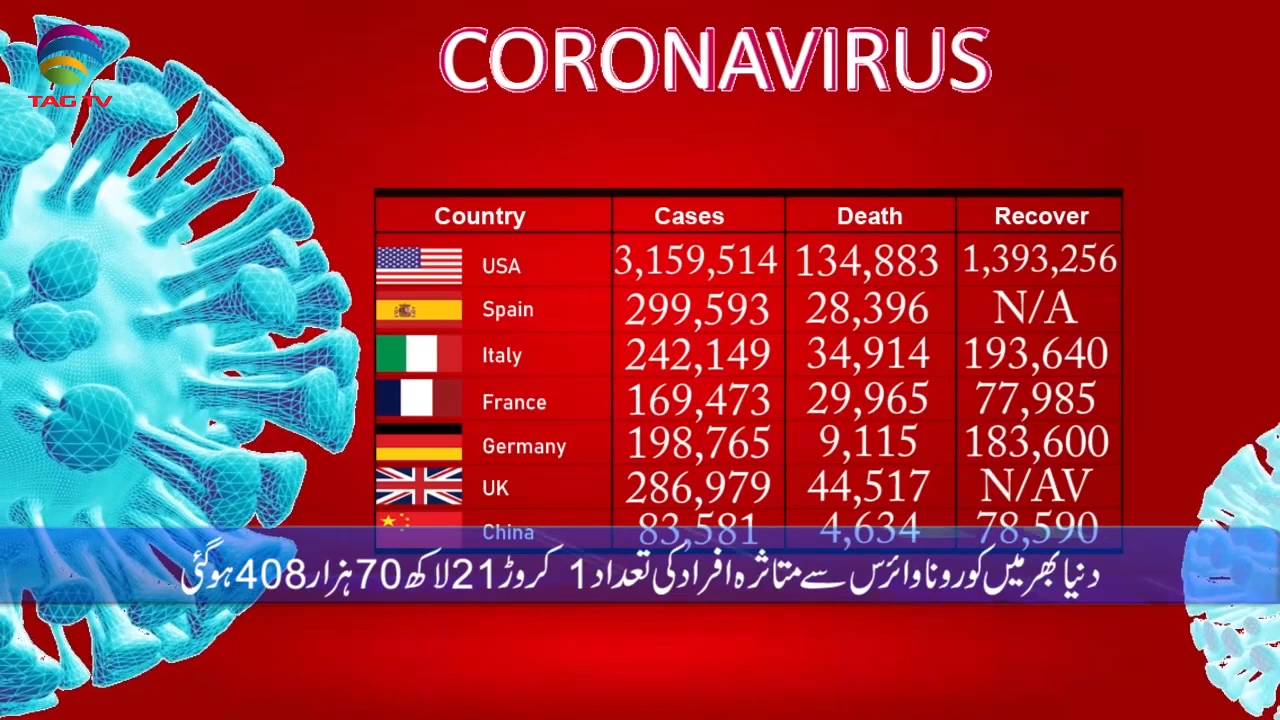 TAG TV
CORONAVIRUS
Country Cases Death Recover
USA 3,159,514 134,883 1,393,256
Spain 299,593 28,396 N/A
Italy 242,149 34,914 193,640
France 169,473 29,965 77,985
Germany 198,765 9,115 183,600
UK 286,979 44,517 N/AV
China 83,581 4,634 78,590
دنیا بھر میں کورونا وائرس سے متاثرہ افراد کی تعداد 1 کروڑ 21 لاکھ 70 ہزار 408 ہو گئی